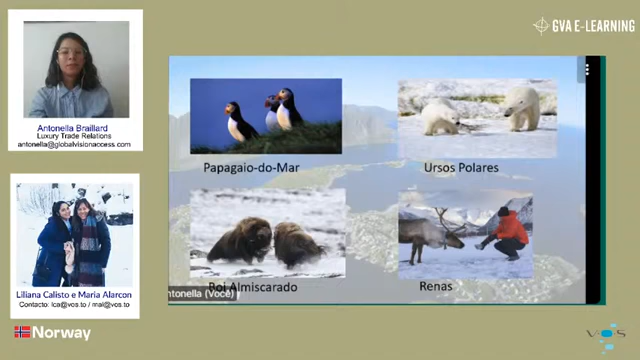 GVA E-LEARNING
Antonella Braillard
Luxury Trade Relations
antonella@globalvisionaccess.com
Papagaio-do-Mar
Ursos Polares
Boi Almiscarado
Renas
ntonella (Você)
Liliana Calisto e Maria Alarcon
Contacto: lca@vos.to / mal@vos.to
Norway
VOS